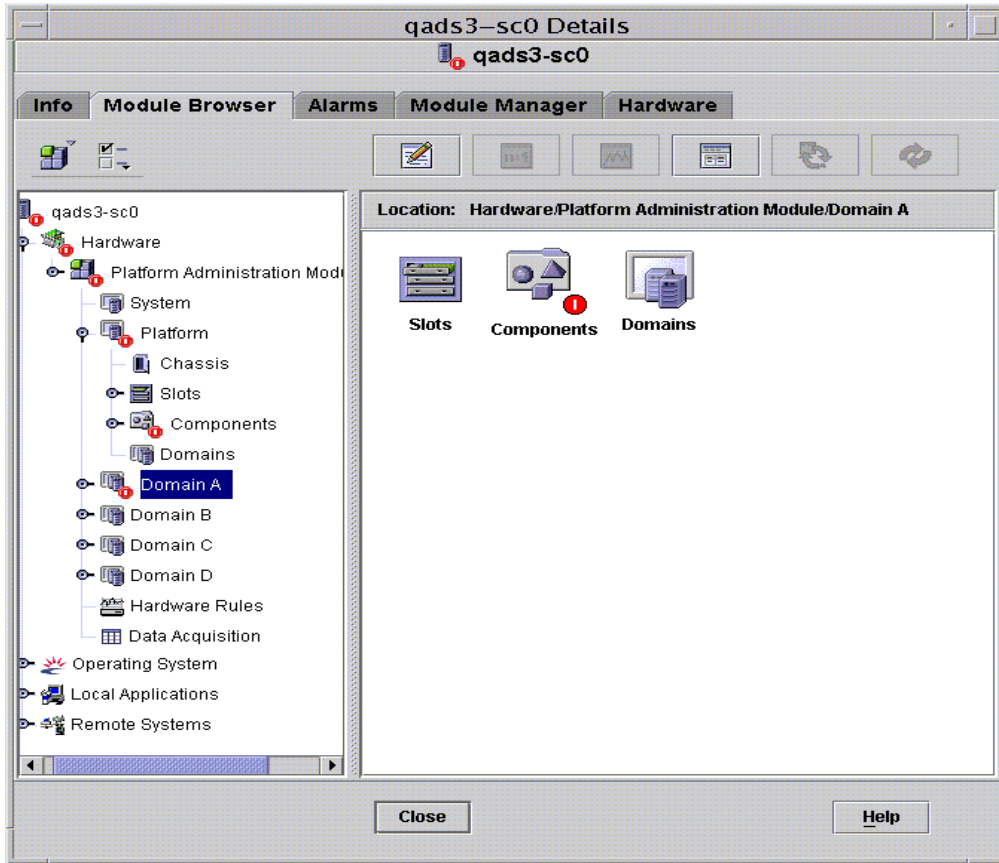 qads3-sc0 Details
qads3-sc0
Info Module Browser Alarms Module Manager Hardware
Location: Hardware/Platform Administration Module/Domain A
qads3-sc0
Hardware
Platform Administration Modu
System
Platform
Chassis
Slots
Components
Domains
Domain A
Domain B
Domain C
Domain D
Hardware Rules
Data Acquisition
Operating System
Local Applications
Remote Systems
Slots Components Domains
Close Help